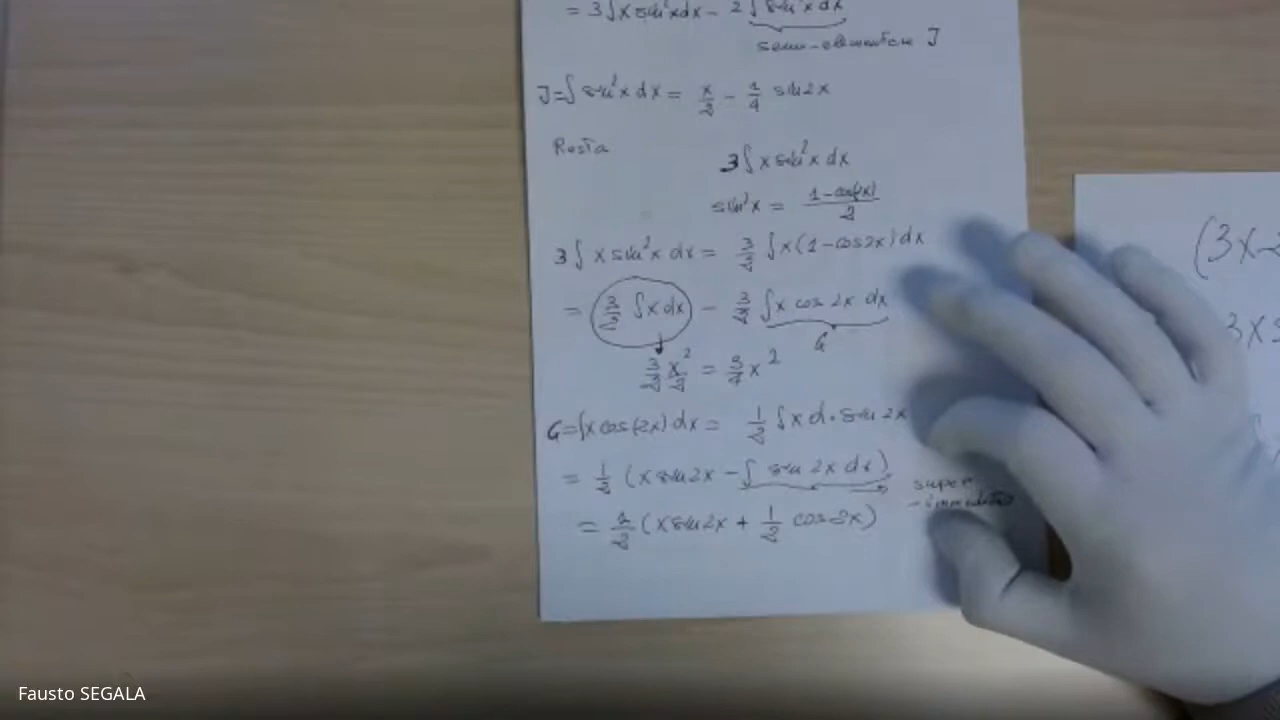 = 3∫x sin²x dx - 2∫sin²x dx
semi-elementare J
J=∫sin²x dx = x/2 - 1/4 sin2x
Resta
3∫x sin²x dx
sin²x = (1-cos(2x))/2
3∫x sin²x dx = 3/2 ∫x(1-cos2x)dx
= 3/2 ∫x dx - 3/2 ∫x cos 2x dx
G
3/2 x²/2 = 3/4 x²
G=∫x cos(2x) dx = 1/2 ∫x d·sin 2x
= 1/2 (x sin2x - ∫ sin 2x dx)
super
-immediato
= 1/2 (x sin2x + 1/2 cos2x)
(3x-
3x
Fausto SEGALA